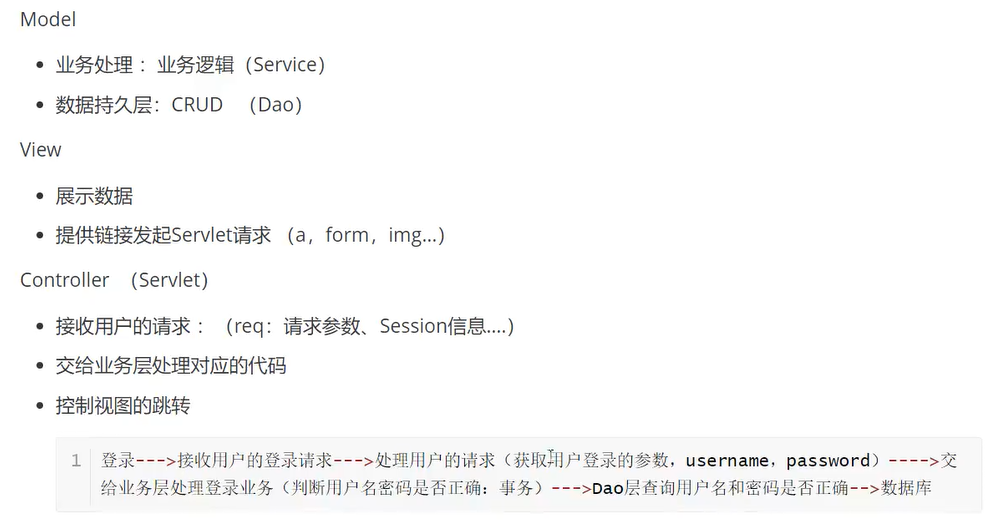 Model
业务处理 ：业务逻辑（Service）
数据持久层：CRUD （Dao）
View
展示数据
提供链接发起Servlet请求 （a，form，img…）
Controller （Servlet）
接收用户的请求 ：（req：请求参数、Session信息….）
交给业务层处理对应的代码
控制视图的跳转
1 登录--->接收用户的登录请求--->处理用户的请求（获取用户登录的参数，username，password）---->交
给业务层处理登录业务（判断用户名密码是否正确：事务）--->Dao层查询用户名和密码是否正确-->数据库